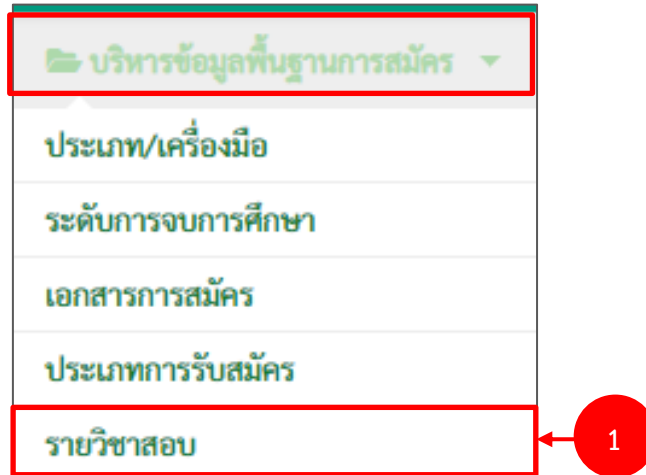 บริหารข้อมูลพื้นฐานการสมัคร
ประเภท/เครื่องมือ
ระดับการจบการศึกษา
เอกสารการสมัคร
ประเภทการรับสมัคร
รายวิชาสอบ
1